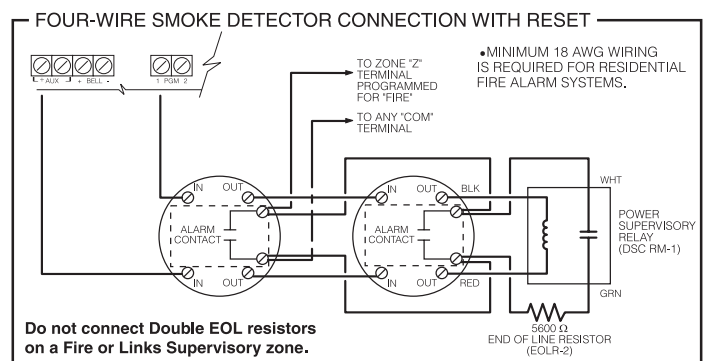 FOUR-WIRE SMOKE DETECTOR CONNECTION WITH RESET
+ AUX - + BELL -
1 PGM 2
TO ZONE "Z"
TERMINAL
PROGRAMMED
FOR "FIRE"
TO ANY "COM"
TERMINAL
•MINIMUM 18 AWG WIRING
IS REQUIRED FOR RESIDENTIAL
FIRE ALARM SYSTEMS.
IN OUT
ALARM
CONTACT
IN OUT
IN OUT
ALARM
CONTACT
IN OUT
BLK
RED
WHT
POWER
SUPERVISORY
RELAY
(DSC RM-1)
GRN
5600 Ω
END OF LINE RESISTOR
(EOLR-2)
Do not connect Double EOL resistors
on a Fire or Links Supervisory zone.